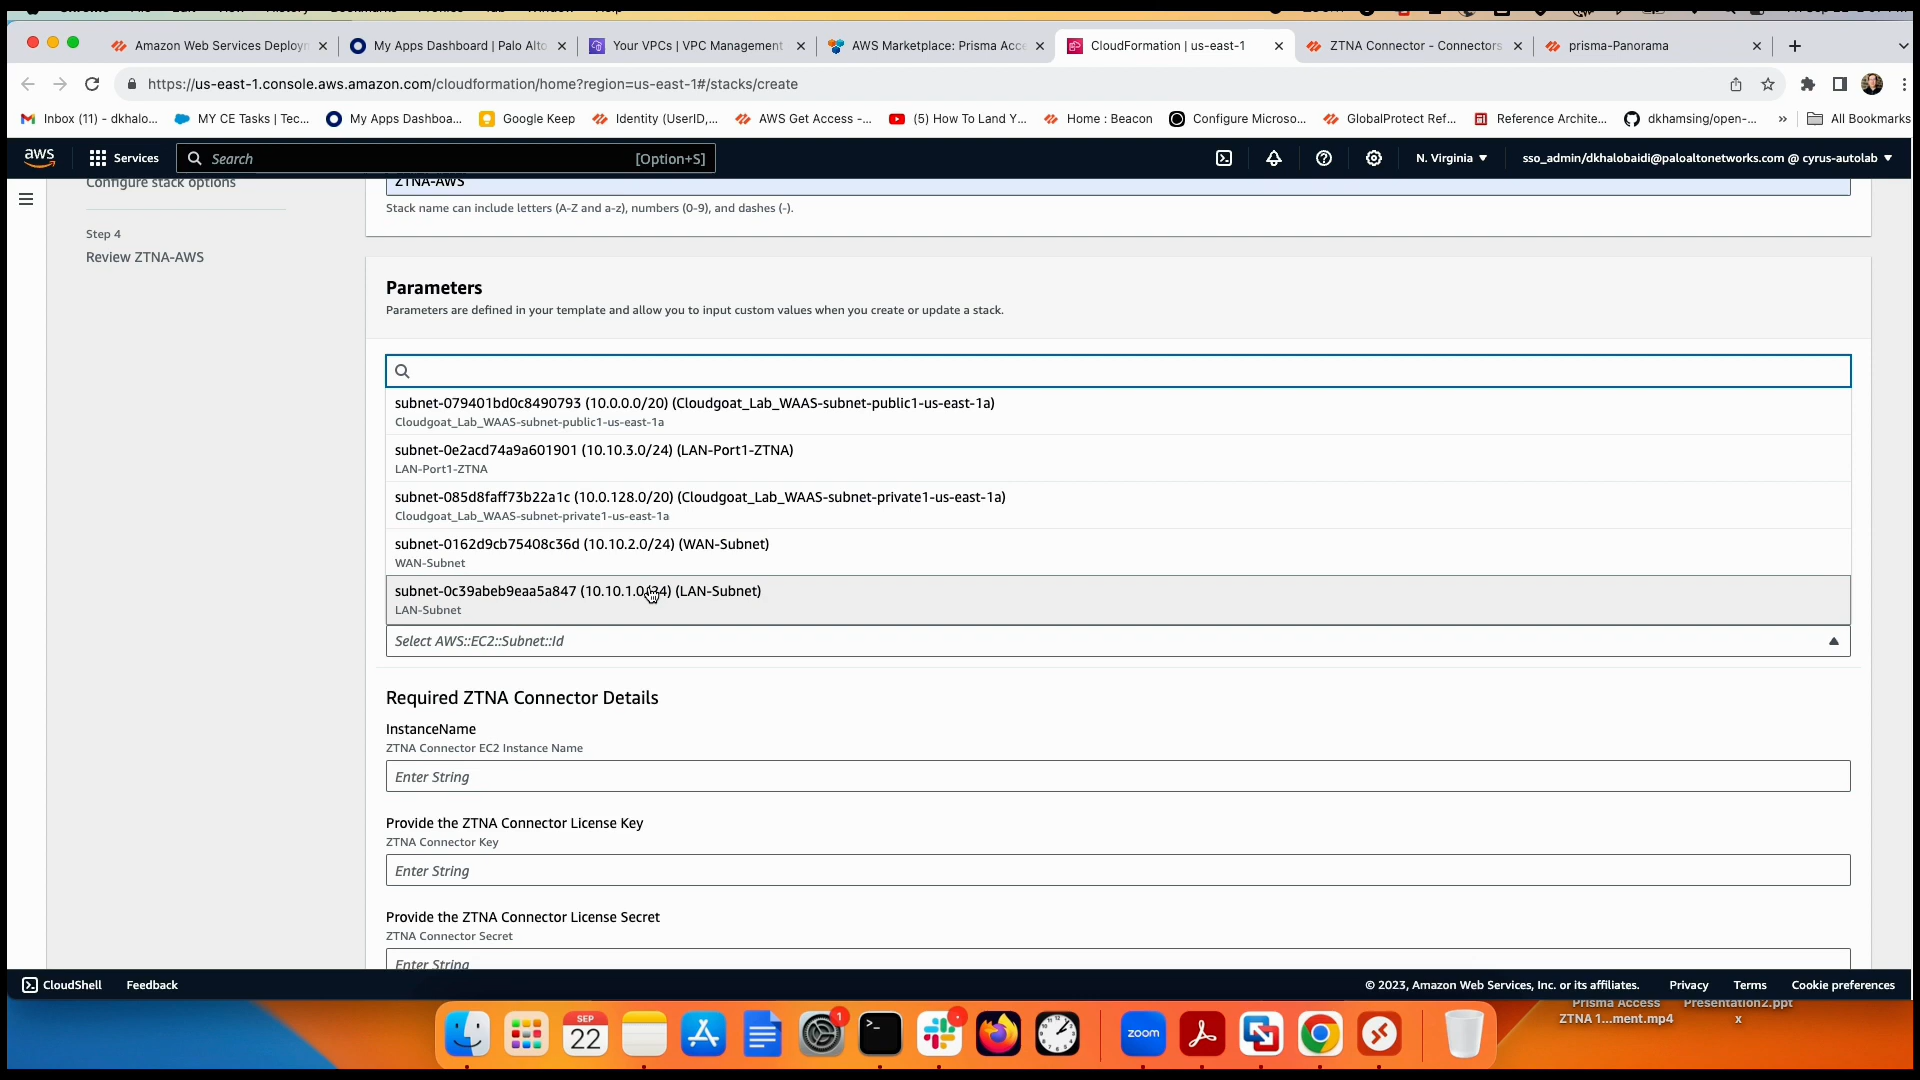 Amazon Web Services Deployn
My Apps Dashboard | Palo Alto
Your VPCs | VPC Management
AWS Marketplace: Prisma Acce
CloudFormation | us-east-1
ZTNA Connector - Connectors
prisma-Panorama
https://us-east-1.console.aws.amazon.com/cloudformation/home?region=us-east-1#/stacks/create
Inbox (11) - dkhalo...
MY CE Tasks | Tec...
My Apps Dashboa...
Google Keep
Identity (UserID,...
AWS Get Access -...
(5) How To Land Y...
Home : Beacon
Configure Microso...
GlobalProtect Ref...
Reference Archite...
dkhamsing/open-...
»
All Bookmarks
aws
Services
Search
[Option+S]
N. Virginia
sso_admin/dkhalobaidi@paloaltonetworks.com @ cyrus-autolab
Configure stack options
Step 4
Review ZTNA-AWS
ZTNA-AWS
Stack name can include letters (A-Z and a-z), numbers (0-9), and dashes (-).
Parameters
Parameters are defined in your template and allow you to input custom values when you create or update a stack.
subnet-079401bd0c8490793 (10.0.0.0/20) (Cloudgoat_Lab_WAAS-subnet-public1-us-east-1a)
Cloudgoat_Lab_WAAS-subnet-public1-us-east-1a
subnet-0e2acd74a9a601901 (10.10.3.0/24) (LAN-Port1-ZTNA)
LAN-Port1-ZTNA
subnet-085d8faff73b22a1c (10.0.128.0/20) (Cloudgoat_Lab_WAAS-subnet-private1-us-east-1a)
Cloudgoat_Lab_WAAS-subnet-private1-us-east-1a
subnet-0162d9cb75408c36d (10.10.2.0/24) (WAN-Subnet)
WAN-Subnet
subnet-0c39abeb9eaa5a847 (10.10.1.0/24) (LAN-Subnet)
LAN-Subnet
Select AWS::EC2::Subnet::Id
Required ZTNA Connector Details
InstanceName
ZTNA Connector EC2 Instance Name
Enter String
Provide the ZTNA Connector License Key
ZTNA Connector Key
Enter String
Provide the ZTNA Connector License Secret
ZTNA Connector Secret
Enter String
CloudShell
Feedback
© 2023, Amazon Web Services, Inc. or its affiliates.
Privacy
Terms
Cookie preferences
Prisma Access
ZTNA 1...ment.mp4
Presentation2.ppt
x
SEP
22
1
zoom